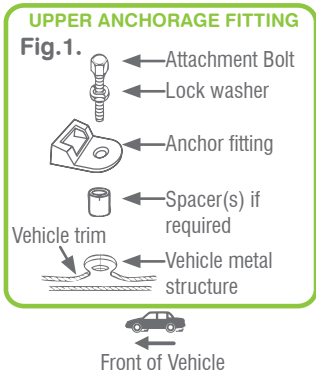 UPPER ANCHORAGE FITTING
Fig.1.
Attachment Bolt
Lock washer
Anchor fitting
Spacer(s) if
required
Vehicle trim
Vehicle metal
structure
Front of Vehicle